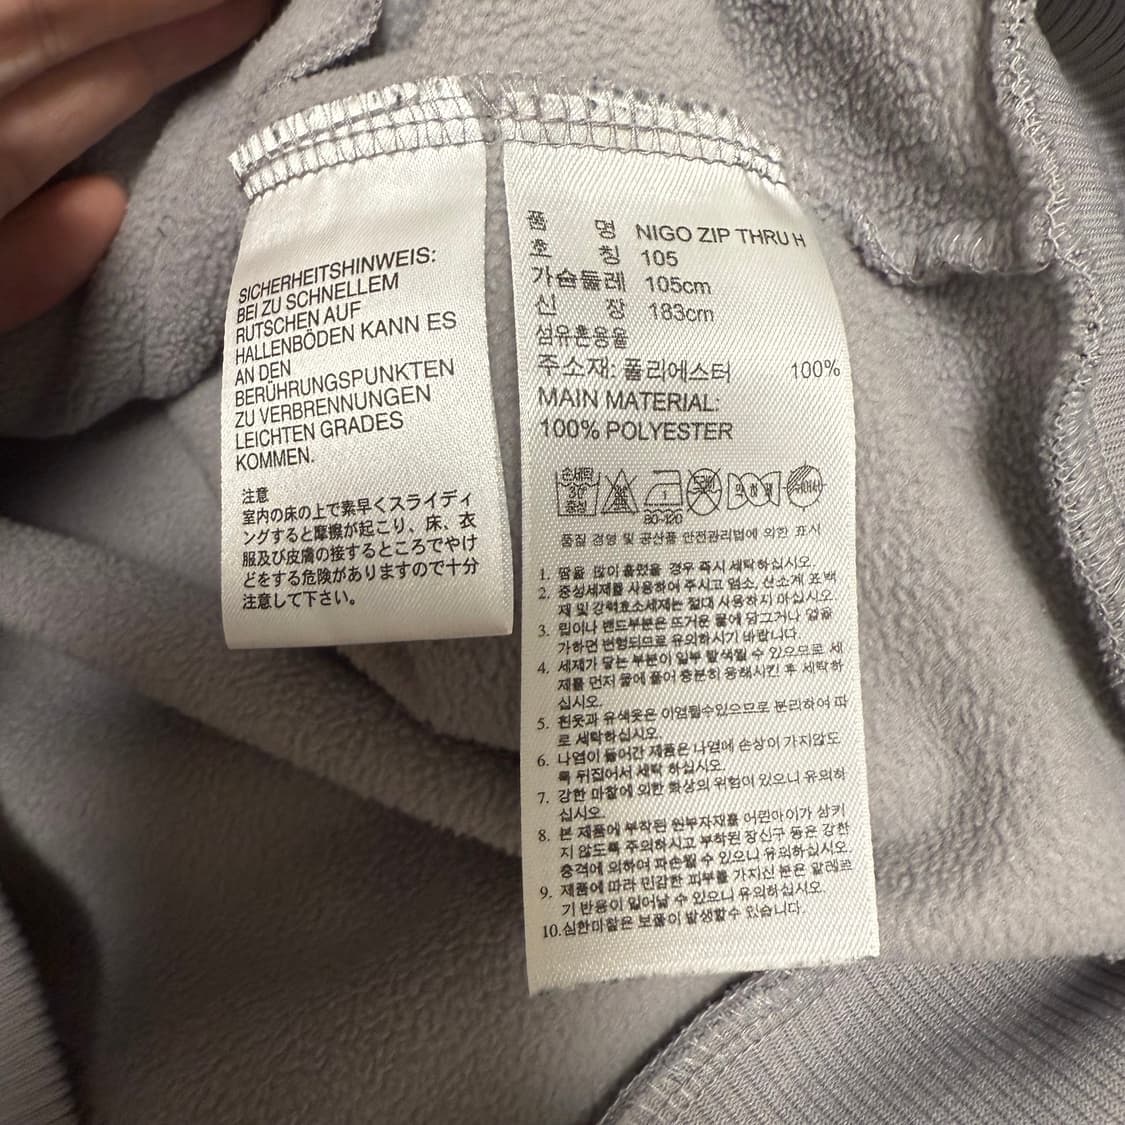 SICHERHEITSHINWEIS:
BEI ZU SCHNELLEM
RUTSCHEN AUF
HALLENBÖDEN KANN ES
AN DEN
BERÜHRUNGSPUNKTEN
ZU VERBRENNUNGEN
LEICHTEN GRADES
KOMMEN.
注意
室内の床の上で素早くスライディ
ングすると摩擦が起こり、床、衣
服及び皮膚の接するところでやけ
どをする危険がありますので十分
注意して下さい。
품 명 NIGO ZIP THRU H
호 칭 105
가슴둘레 105cm
신 장 183cm
섬유혼용율
주소재: 폴리에스터 100%
MAIN MATERIAL:
100% POLYESTER
손세탁
30°
중성
1
80-120
드라이
품질 경영 및 공산품 안전관리법에 의한 표시
1. 땀을 많이 흘렸을 경우 즉시 세탁하십시오.
2. 중성세제를 사용하여 주시고 염소, 산소계 표백
제 및 강력효소세제는 절대 사용하지 마십시오.
3. 립이나 밴드부분은 뜨거운 물에 담그거나 열을
가하면 변형되므로 유의하시기 바랍니다.
4. 세제가 닿는 부분이 일부 탈색될 수 있으므로 세
제를 먼저 물에 풀어 충분히 용해시킨 후 세탁하
십시오.
5. 흰옷과 유색옷은 이염될수있으므로 분리하여 따
로 세탁하십시오.
6. 나염이 들어간 제품은 나염에 손상이 가지않도
록 뒤집어서 세탁 하십시오.
7. 강한 마찰에 의한 화상의 위험이 있으니 유의하
십시오.
8. 본 제품에 부착된 원부자재를 어린아이가 삼키
지 않도록 주의하시고 부착된 장신구 등은 강한
충격에 의하여 파손될 수 있으니 유의하십시오.
9. 제품에 따라 민감한 피부를 가지신 분은 알레르
기 반응이 일어날 수 있으니 유의하십시오.
10.심한마찰은 보풀이 발생할수 있습니다.